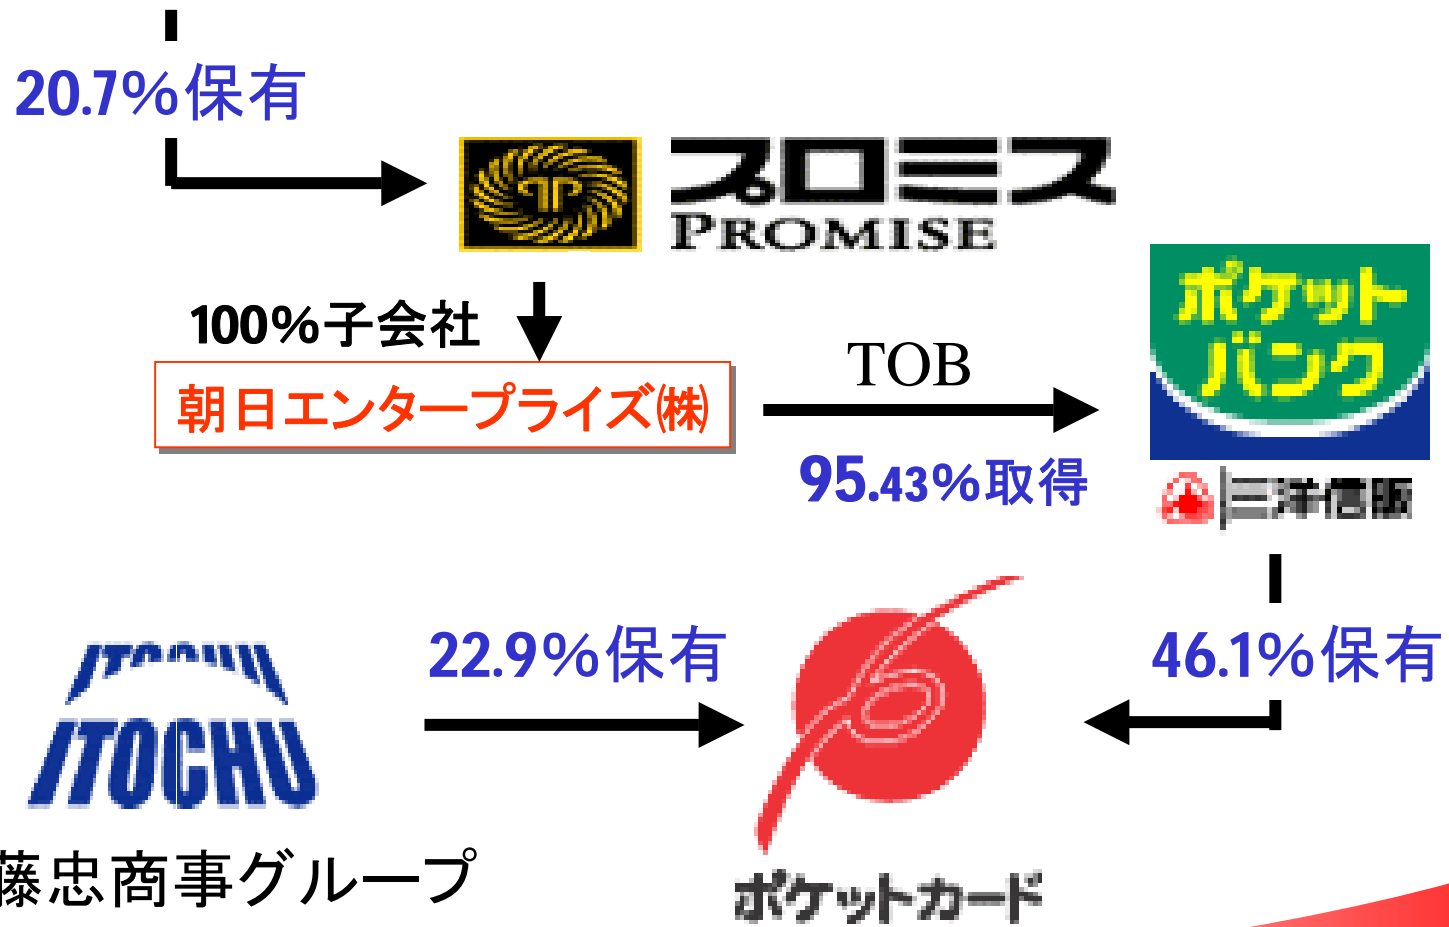 20.7%保有
プロミス
PROMISE
100%子会社
朝日エンタープライズ㈱
TOB
95.43%取得
ポケット
バンク
三洋信販
22.9%保有
46.1%保有
ITOCHU
ITOCHU
藤忠商事グループ
ポケットカード